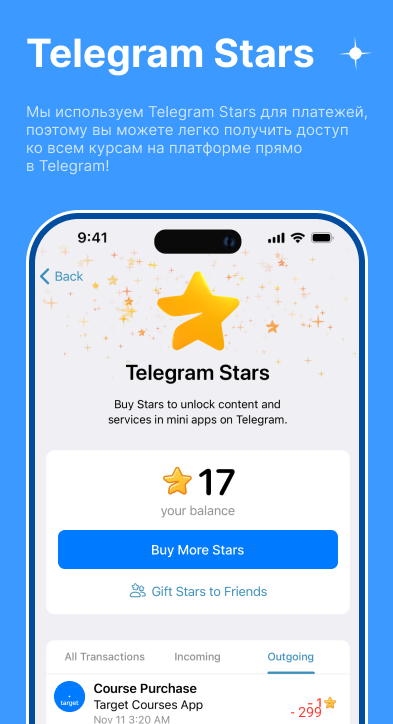 Telegram Stars
Мы используем Telegram Stars для платежей,
поэтому вы можете легко получить доступ
ко всем курсам на платформе прямо
в Telegram!
9:41
Back
Telegram Stars
Buy Stars to unlock content and
services in mini apps on Telegram.
17
your balance
Buy More Stars
Gift Stars to Friends
All Transactions Incoming Outgoing
target
Course Purchase
Target Courses App
Nov 11 3:20 AM
- 1
- 299